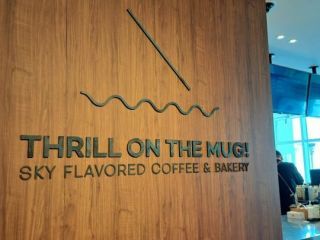 THRILL ON THE MUG!
SKY FLAVORED COFFEE & BAKERY